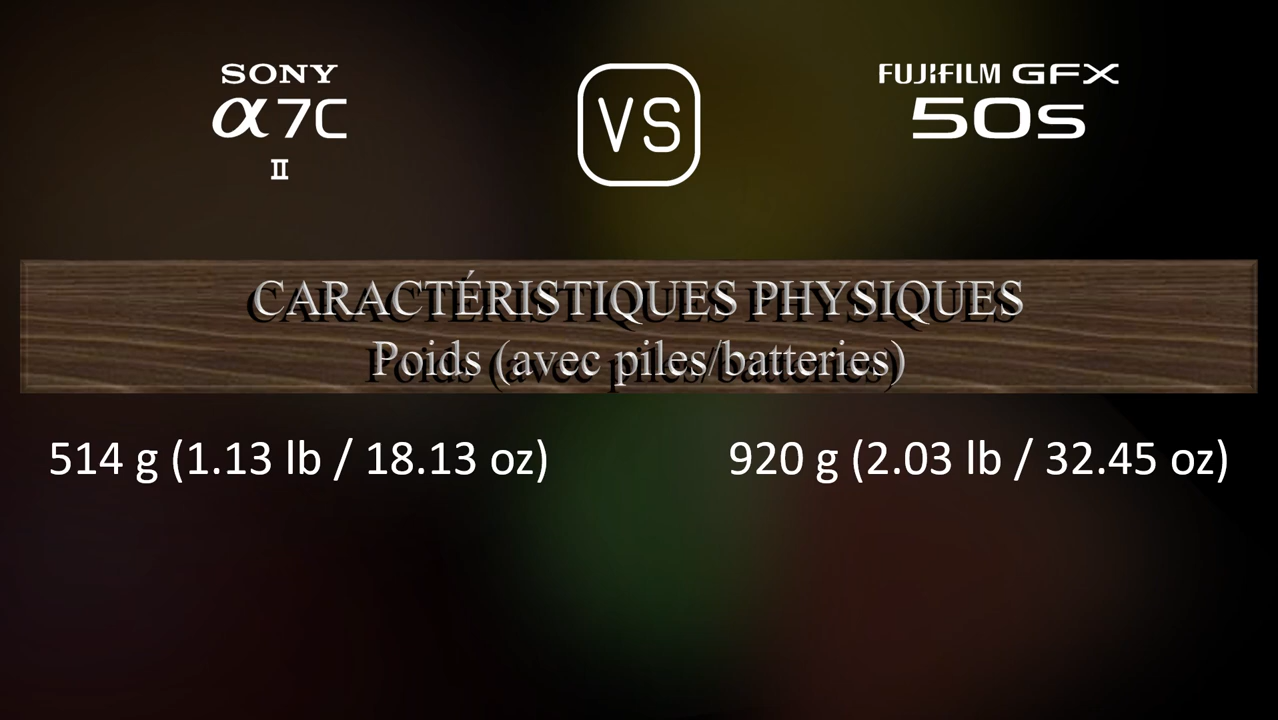 SONY
α7C
II
VS
FUJIFILM GFX
50s
CARACTÉRISTIQUES PHYSIQUES
Poids (avec piles/batteries)
514 g (1.13 lb / 18.13 oz)
920 g (2.03 lb / 32.45 oz)